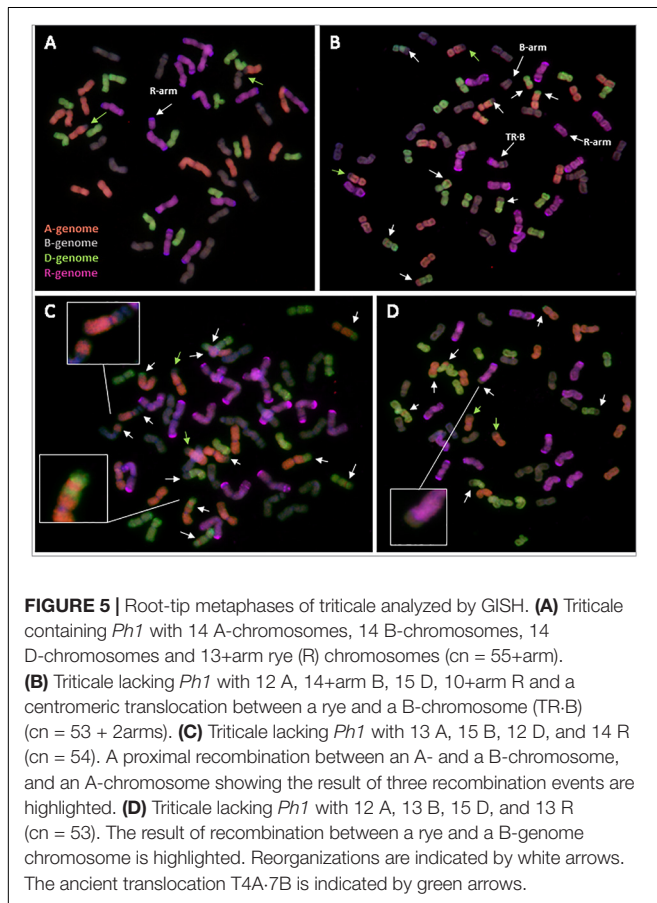 A
R-arm
A-genome
B-genome
D-genome
R-genome
B
B-arm
TR·B
R-arm
C
D
FIGURE 5 | Root-tip metaphases of triticale analyzed by GISH. (A) Triticale
containing Ph1 with 14 A-chromosomes, 14 B-chromosomes, 14
D-chromosomes and 13+arm rye (R) chromosomes (cn = 55+arm).
(B) Triticale lacking Ph1 with 12 A, 14+arm B, 15 D, 10+arm R and a
centromeric translocation between a rye and a B-chromosome (TR·B)
(cn = 53 + 2arms). (C) Triticale lacking Ph1 with 13 A, 15 B, 12 D, and 14 R
(cn = 54). A proximal recombination between an A- and a B-chromosome,
and an A-chromosome showing the result of three recombination events are
highlighted. (D) Triticale lacking Ph1 with 12 A, 13 B, 15 D, and 13 R
(cn = 53). The result of recombination between a rye and a B-genome
chromosome is highlighted. Reorganizations are indicated by white arrows.
The ancient translocation T4A·7B is indicated by green arrows.